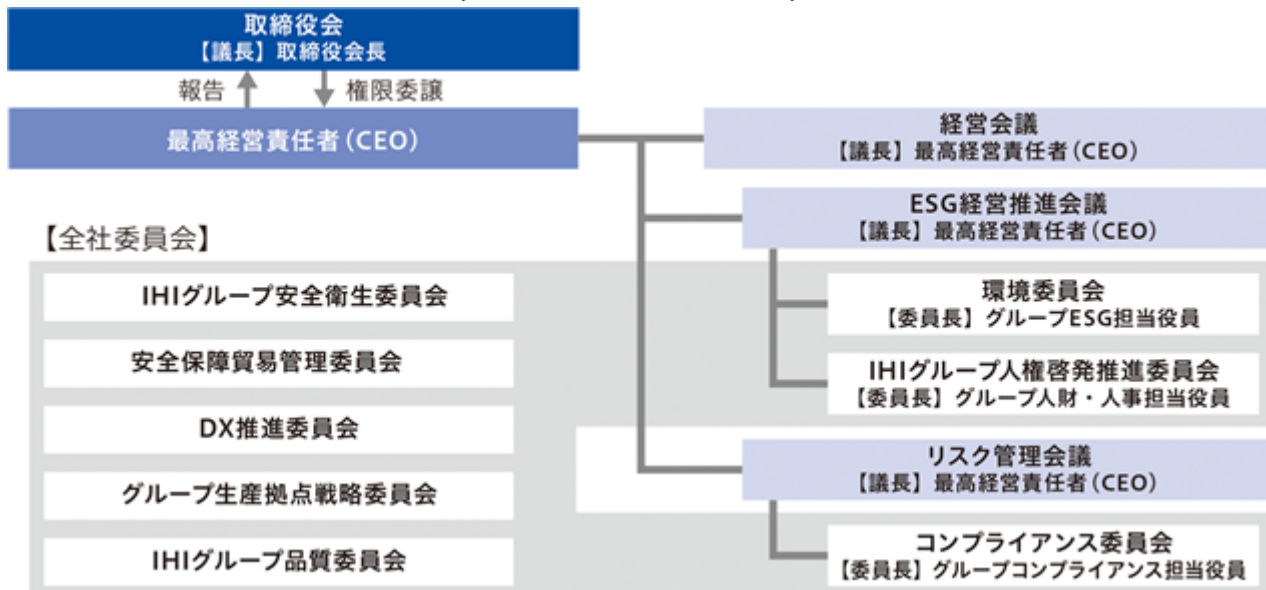 取締役会
【議長】取締役会長
報告
権限委譲
最高経営責任者(CEO)
経営会議
【議長】最高経営責任者(CEO)
ESG経営推進会議
【議長】最高経営責任者(CEO)
【全社委員会】
IHIグループ安全衛生委員会
安全保障貿易管理委員会
DX推進委員会
グループ生産拠点戦略委員会
IHIグループ品質委員会
環境委員会
【委員長】グループESG担当役員
IHIグループ人権啓発推進委員会
【委員長】グループ人財・人事担当役員
リスク管理会議
【議長】最高経営責任者(CEO)
コンプライアンス委員会
【委員長】グループコンプライアンス担当役員